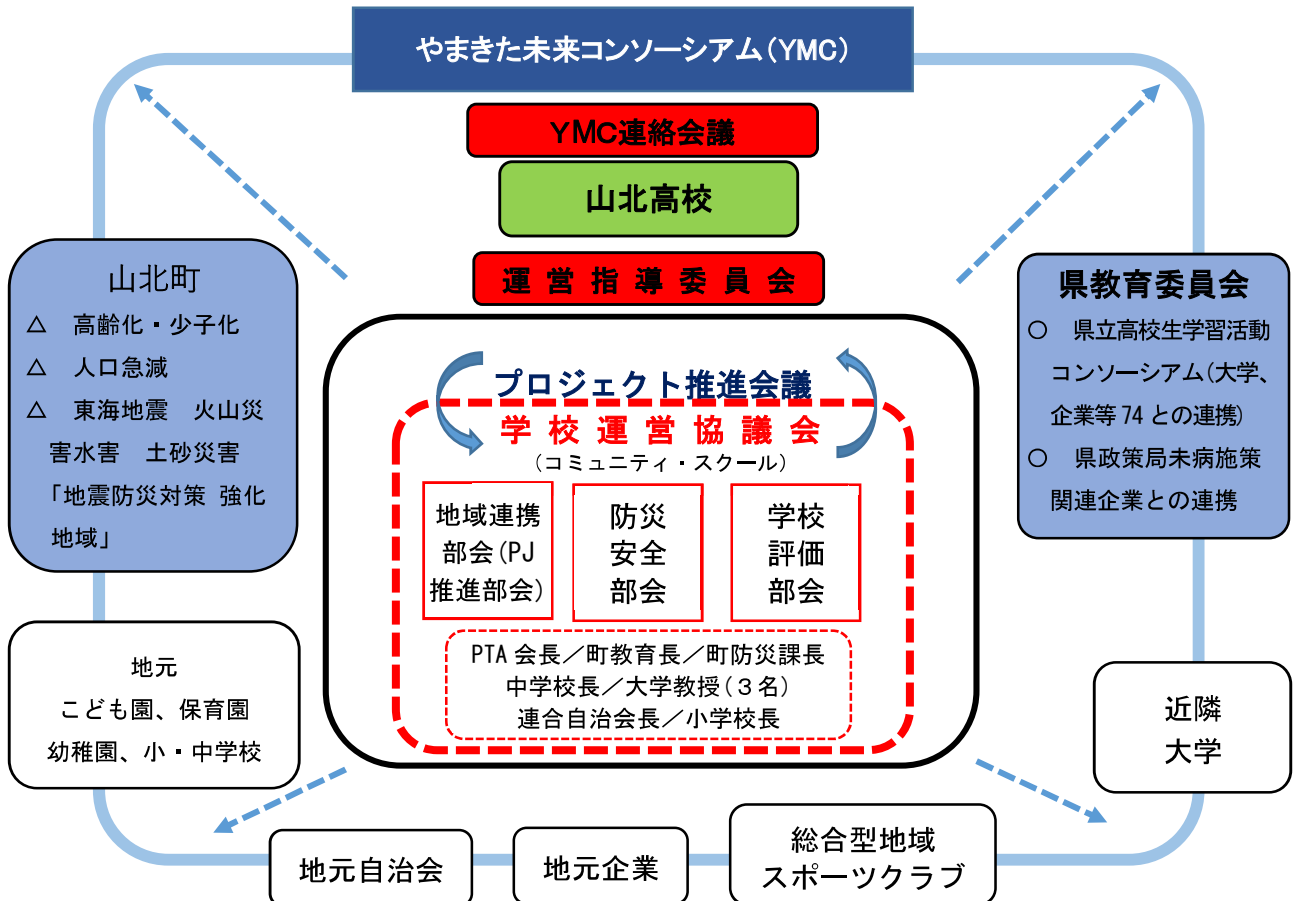 やまきた未来コンソーシアム(YMC)
YMC連絡会議
山北高校
運営指導委員会
山北町
△ 高齢化・少子化
△ 人口急減
△ 東海地震 火山災
害水害 土砂災害
「地震防災対策 強化
地域」
県教育委員会
○ 県立高校生学習活動
コンソーシアム(大学、
企業等74との連携)
○ 県政策局未病施策
関連企業との連携
プロジェクト推進会議
学校運営協議会
(コミュニティ・スクール)
地域連携
部会(PJ
推進部会)
防災
安全
部会
学校
評価
部会
PTA会長／町教育長／町防災課長
中学校長／大学教授(３名)
連合自治会長／小学校長
地元
こども園、保育園
幼稚園、小・中学校
近隣
大学
地元自治会
地元企業
総合型地域
スポーツクラブ